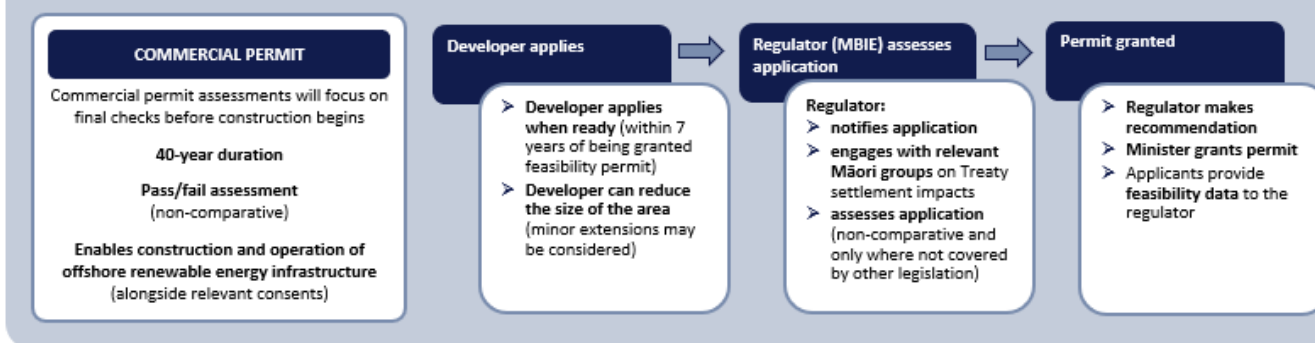 COMMERCIAL PERMIT
Commercial permit assessments will focus on
final checks before construction begins
40-year duration
Pass/fail assessment
(non-comparative)
Enables construction and operation of
offshore renewable energy infrastructure
(alongside relevant consents)
Developer applies
➤ Developer applies
when ready (within 7
years of being granted
feasibility permit)
➤ Developer can reduce
the size of the area
(minor extensions may
be considered)
Regulator (MBIE) assesses
application
Regulator:
➤ notifies application
➤ engages with relevant
Māori groups on Treaty
settlement impacts
➤ assesses application
(non-comparative and
only where not covered
by other legislation)
Permit granted
➤ Regulator makes
recommendation
➤ Minister grants permit
➤ Applicants provide
feasibility data to the
regulator